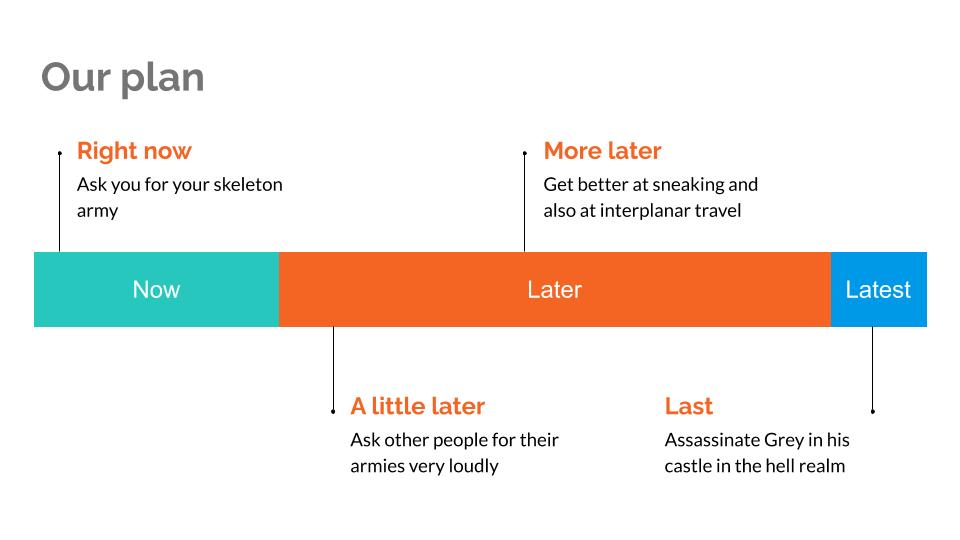 Our plan
Right now
Ask you for your skeleton
army
More later
Get better at sneaking and
also at interplanar travel
Now
Later
Latest
A little later
Ask other people for their
armies very loudly
Last
Assassinate Grey in his
castle in the hell realm